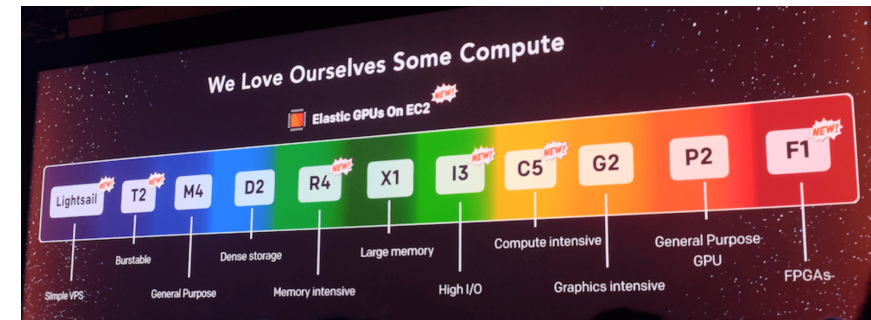 We Love Ourselves Some Compute
Elastic GPUs On EC2 NEW!
Lightsail NEW!
T2 NEW!
M4
D2
R4 NEW!
X1
I3 NEW!
C5 NEW!
G2
P2
F1 NEW!
Simple VPS
Burstable
General Purpose
Dense storage
Memory intensive
Large memory
High I/O
Compute intensive
Graphics intensive
General Purpose
GPU
FPGAs